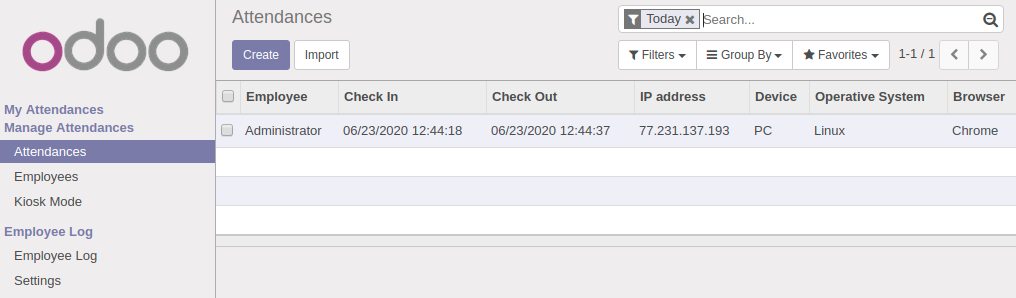 odoo
My Attendances
Manage Attendances
Attendances
Employees
Kiosk Mode
Employee Log
Employee Log
Settings
Attendances
Today Search...
Create Import
Filters Group By Favorites 1-1 / 1
Employee Check In Check Out IP address Device Operative System Browser
Administrator 06/23/2020 12:44:18 06/23/2020 12:44:37 77.231.137.193 PC Linux Chrome